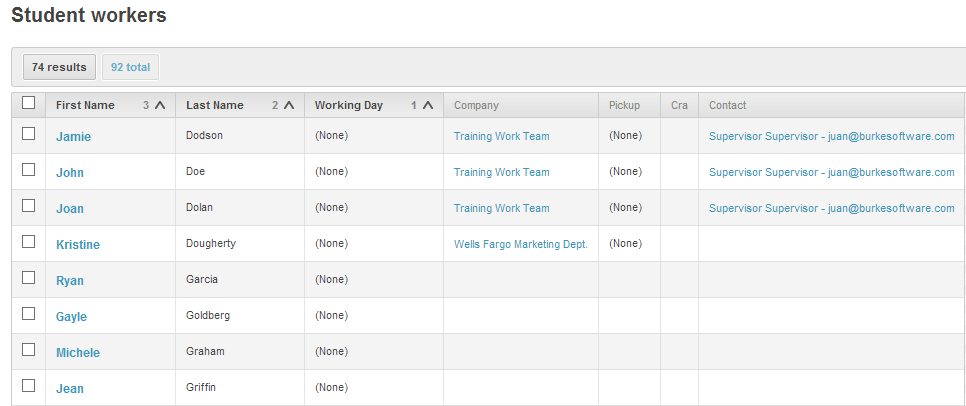 Student workers
74 results 92 total
First Name 3 Last Name 2 Working Day 1 Company Pickup Cra Contact
Jamie Dodson (None) Training Work Team (None) Supervisor Supervisor - juan@burkesoftware.com
John Doe (None) Training Work Team (None) Supervisor Supervisor - juan@burkesoftware.com
Joan Dolan (None) Training Work Team (None) Supervisor Supervisor - juan@burkesoftware.com
Kristine Dougherty (None) Wells Fargo Marketing Dept. (None)
Ryan Garcia (None)
Gayle Goldberg (None)
Michele Graham (None)
Jean Griffin (None)